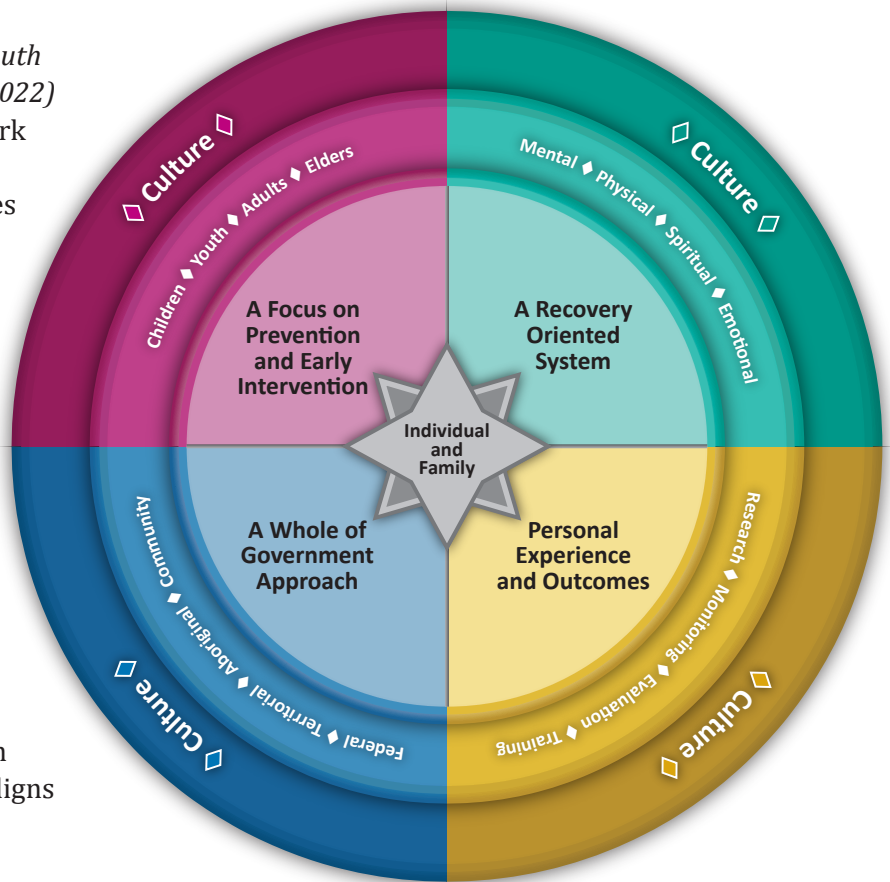 outh
022)
rk
es
n
ligns
Culture
Children ♦ Youth ♦ Adults ♦ Elders
A Focus on
Prevention
and Early
Intervention
Culture
Mental ♦ Physical ♦ Spiritual ♦ Emotional
A Recovery
Oriented
System
Individual
and
Family
A Whole of
Government
Approach
Community ♦ Aboriginal ♦ Territorial ♦ Federal
Culture
Personal
Experience
and Outcomes
Research ♦ Monitoring ♦ Evaluation ♦ Training
Culture